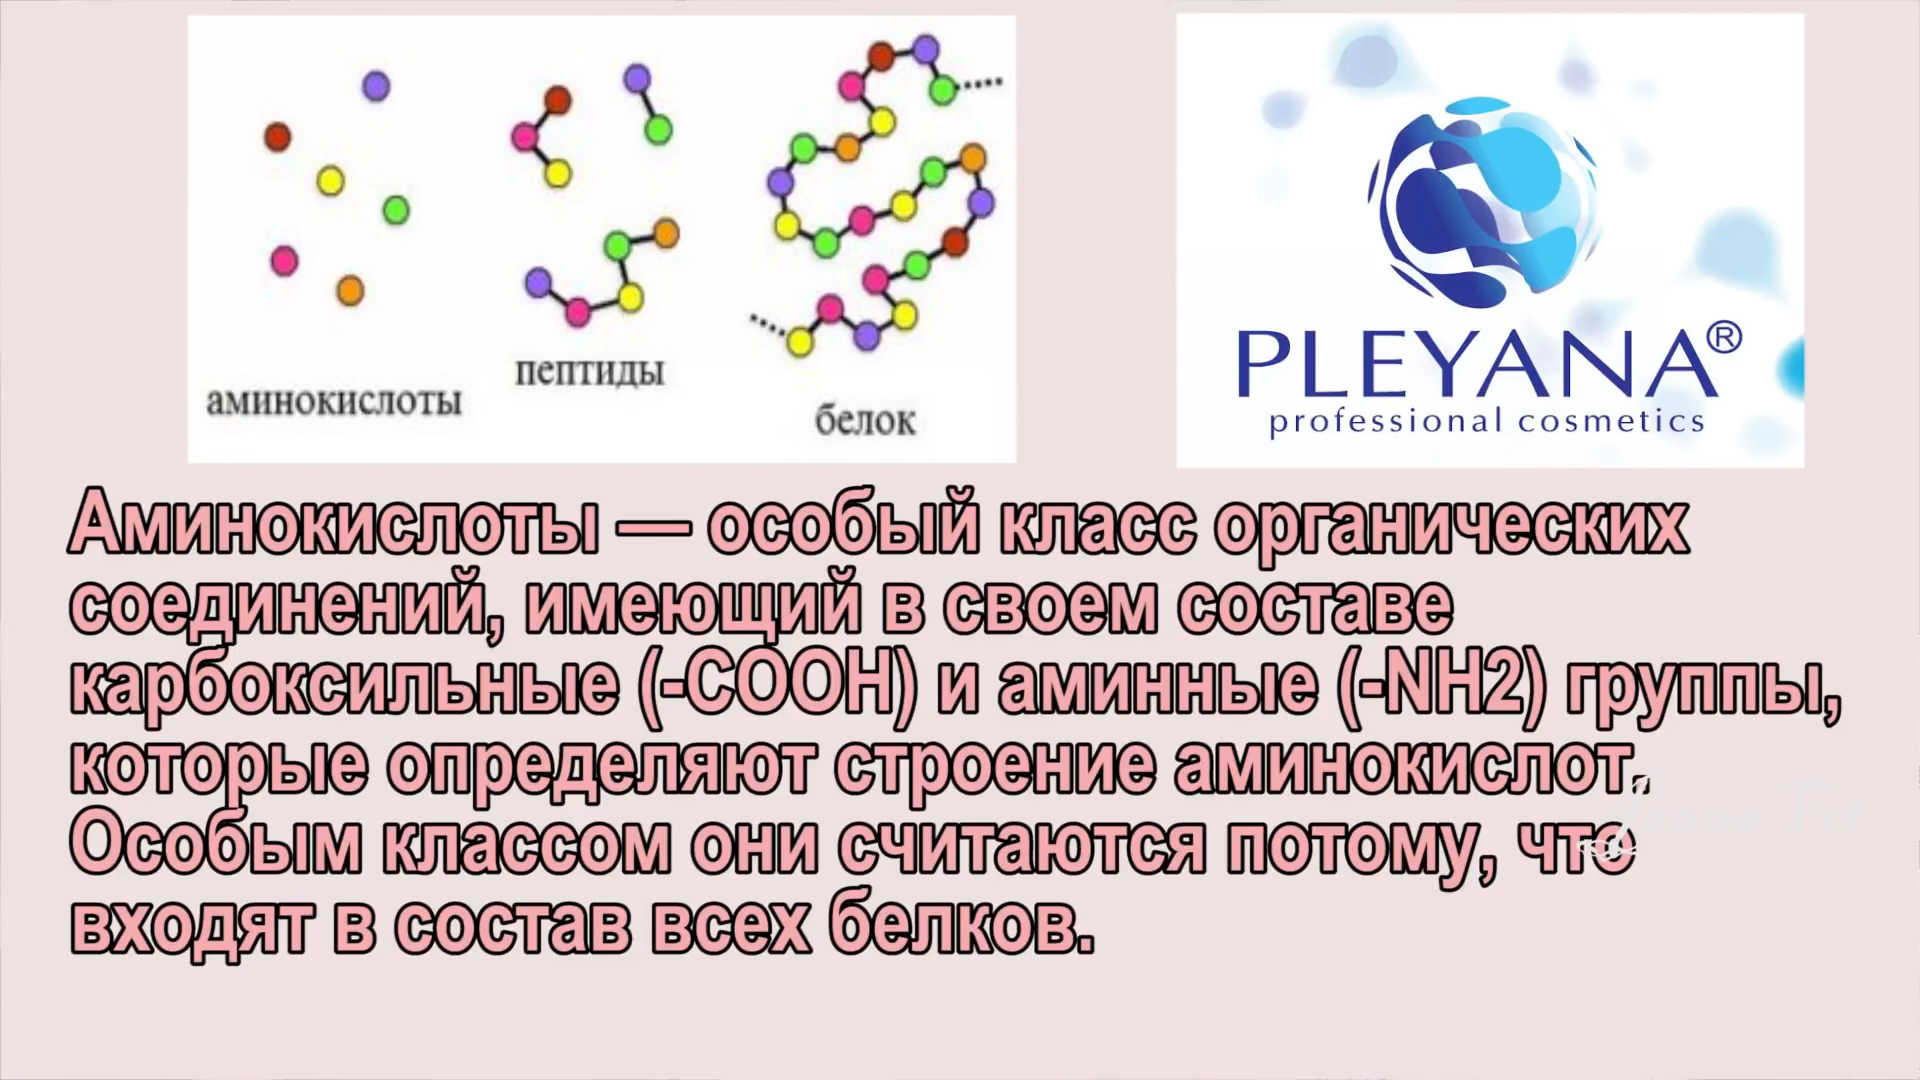 аминокислоты
пептиды
белок
PLEYANA®
professional cosmetics
Аминокислоты — особый класс органических
соединений, имеющий в своем составе
карбоксильные (-COOH) и аминные (-NH2) группы,
которые определяют строение аминокислот.
Особым классом они считаются потому, что
входят в состав всех белков.